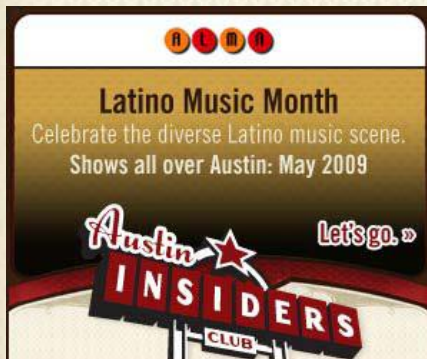 ALMA
Latino Music Month
Celebrate the diverse Latino music scene.
Shows all over Austin: May 2009
Let's go. »
Austin
INSIDERS
CLUB